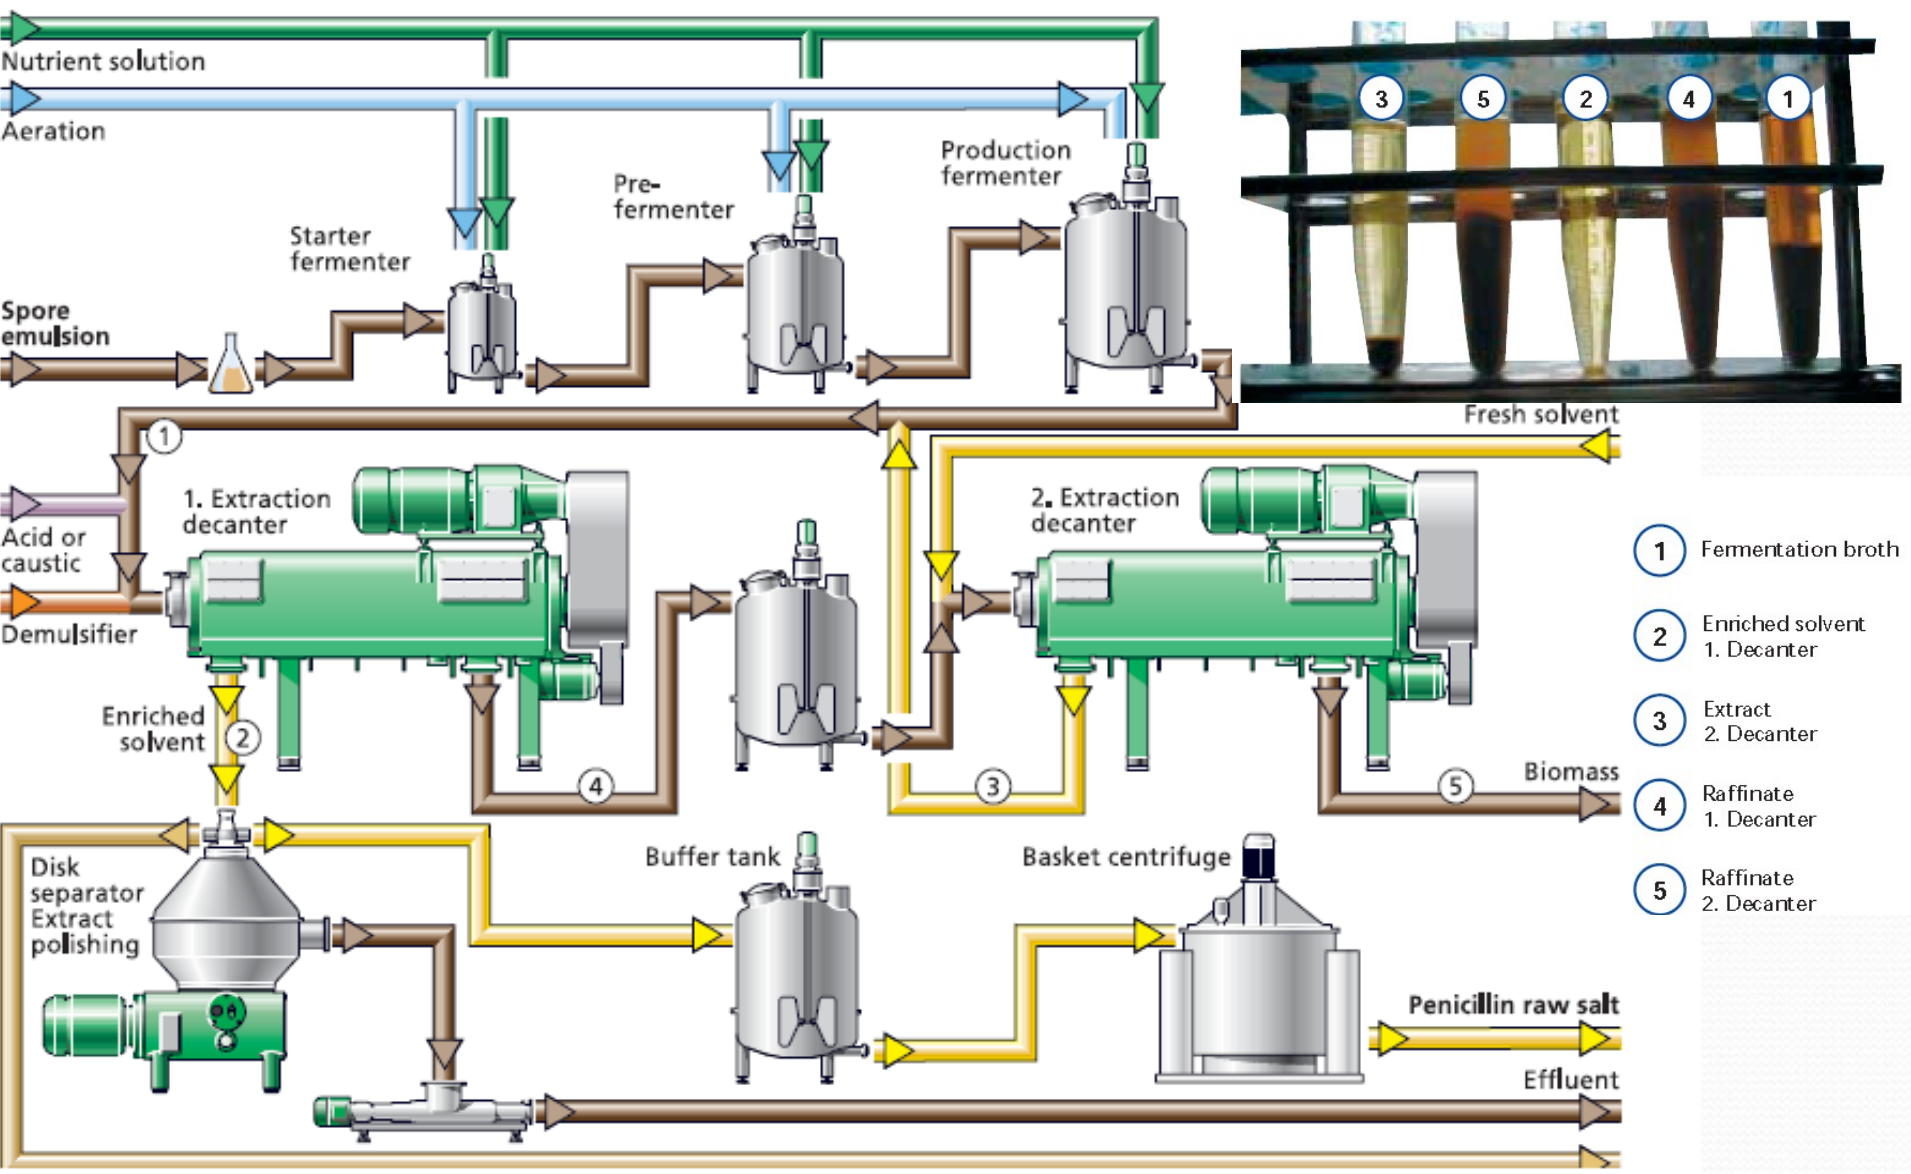 Nutrient solution
Aeration
Production
fermenter
Pre-
fermenter
Starter
fermenter
Spore
emulsion
3
5
2
4
1
Fresh solvent
1
1. Extraction
decanter
2. Extraction
decanter
Acid or
caustic
Demulsifier
Enriched
solvent
2
4
3
5
Biomass
1 Fermentation broth
2 Enriched solvent
1. Decanter
3 Extract
2. Decanter
4 Raffinate
1. Decanter
5 Raffinate
2. Decanter
Disk
separator
Extract
polishing
Buffer tank
Basket centrifuge
Penicillin raw salt
Effluent